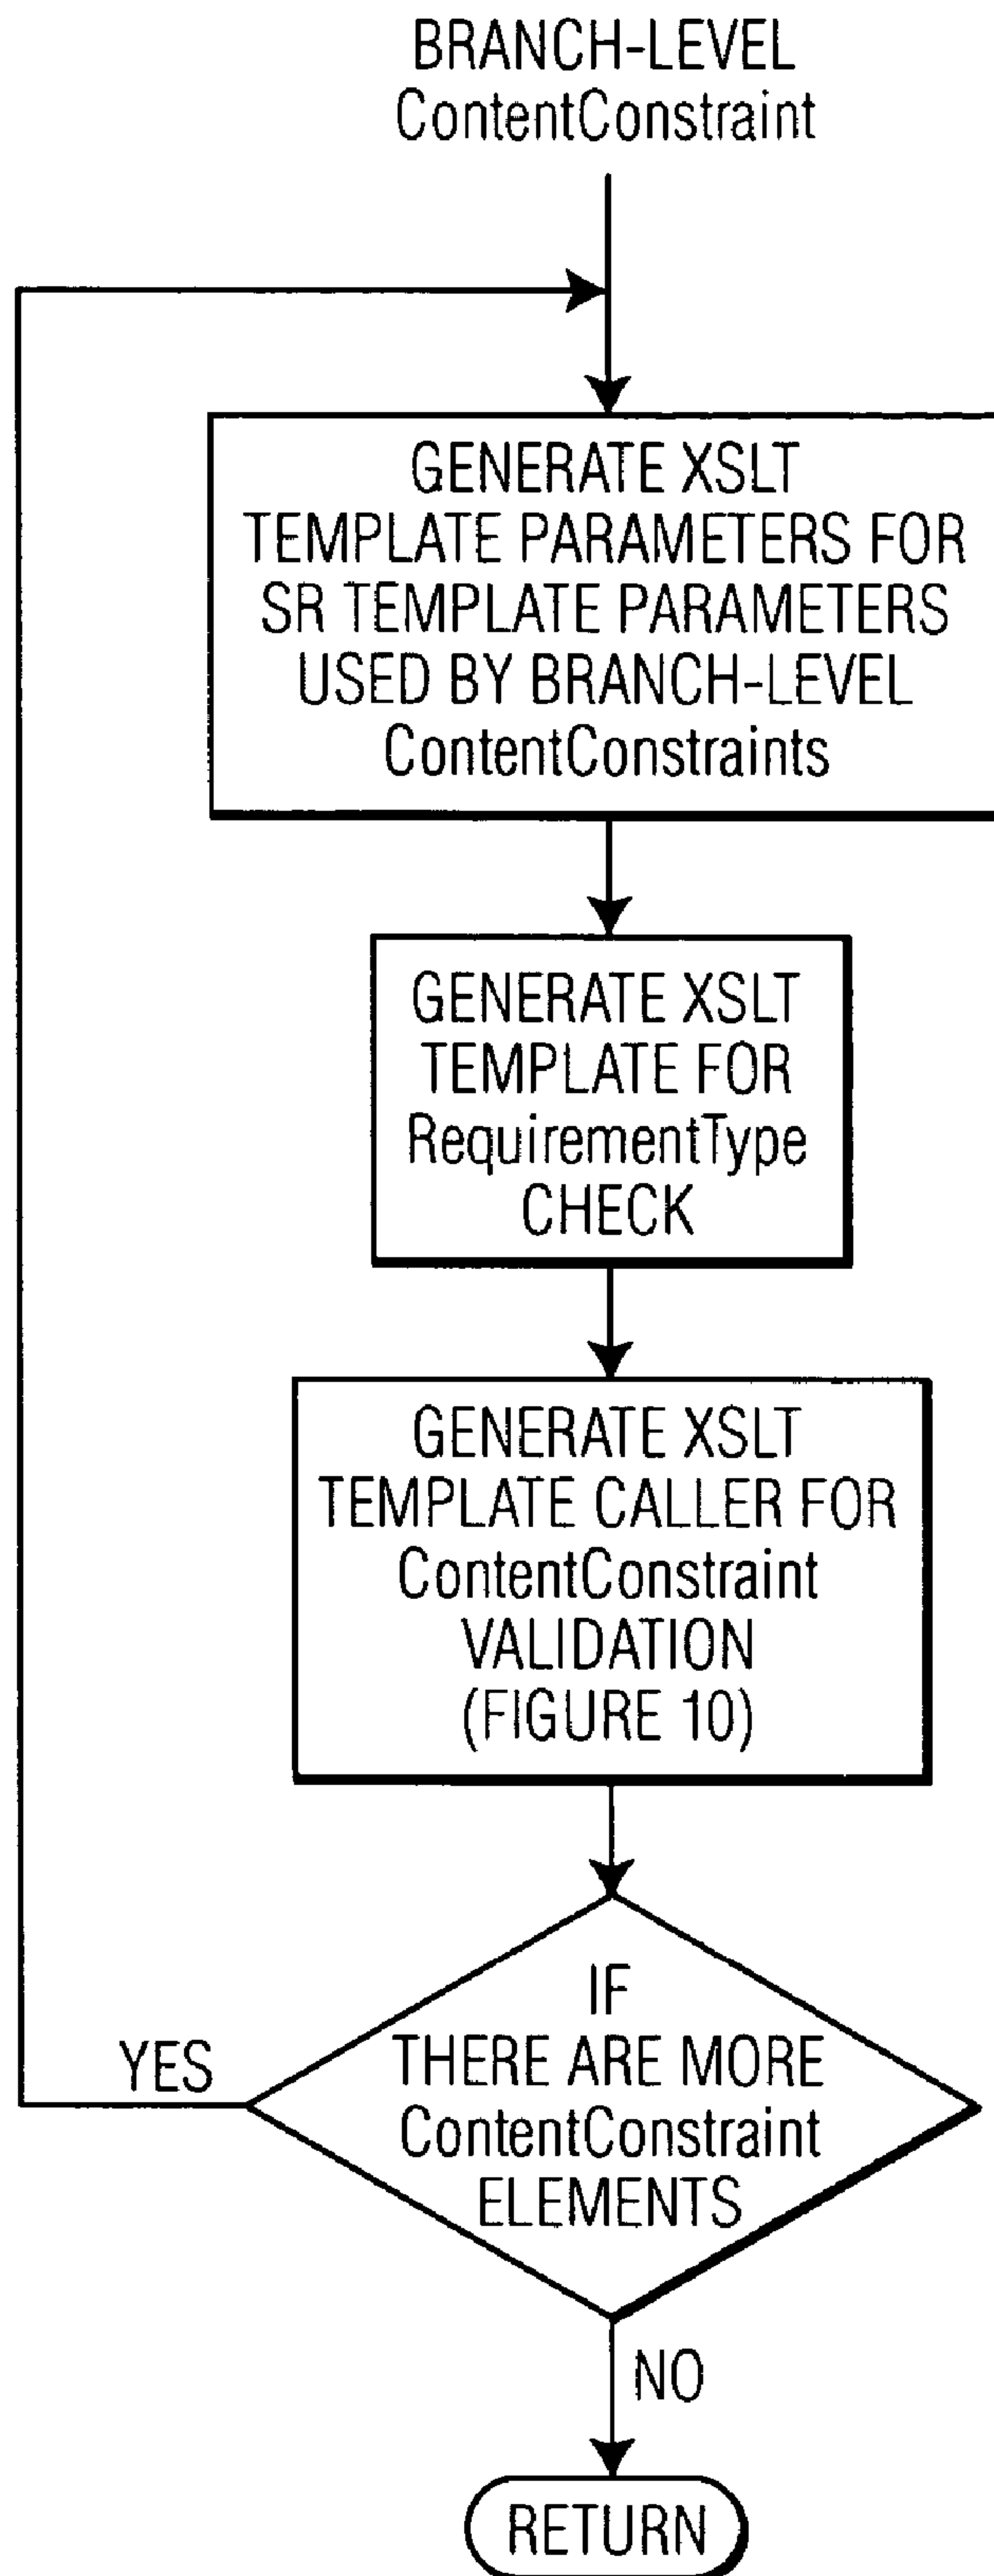 BRANCH-LEVEL
ContentConstraint
GENERATE XSLT
TEMPLATE PARAMETERS FOR
SR TEMPLATE PARAMETERS
USED BY BRANCH-LEVEL
ContentConstraints
GENERATE XSLT
TEMPLATE FOR
RequirementType
CHECK
GENERATE XSLT
TEMPLATE CALLER FOR
ContentConstraint
VALIDATION
(FIGURE 10)
IF
THERE ARE MORE
ContentConstraint
ELEMENTS
YES
NO
RETURN